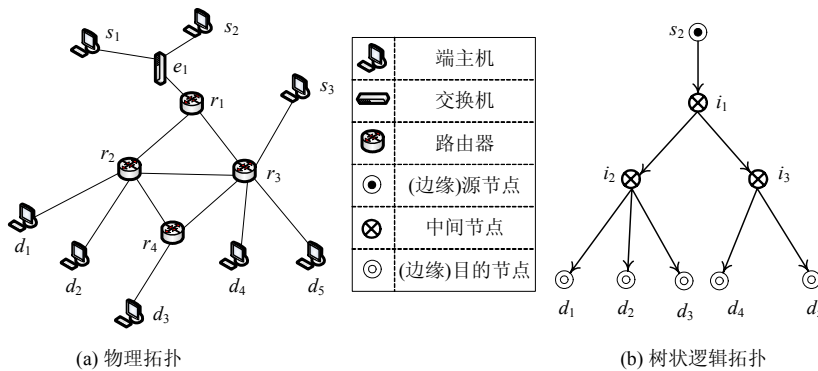 s1
s2
e1
r1
s3
r2
r3
r4
d1
d2
d3
d4
d5
(a) 物理拓扑
端主机
交换机
路由器
(边缘)源节点
中间节点
(边缘)目的节点
s2
i1
i2
i3
d1
d2
d3
d4
(b) 树状逻辑拓扑